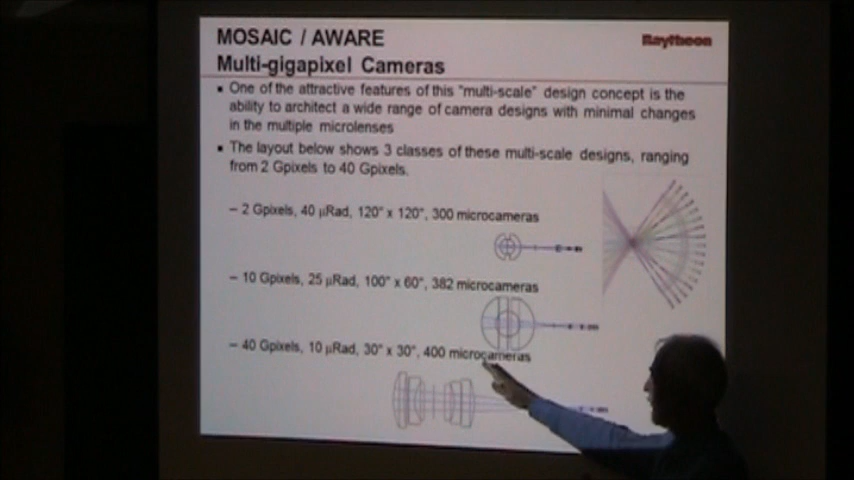 MOSAIC / AWARE
Raytheon
Multi-gigapixel Cameras
▪ One of the attractive features of this "multi-scale" design concept is the
ability to architect a wide range of camera designs with minimal changes
in the multiple microlenses
▪ The layout below shows 3 classes of these multi-scale designs, ranging
from 2 Gpixels to 40 Gpixels.
– 2 Gpixels, 40 µRad, 120° x 120°, 300 microcameras
– 10 Gpixels, 25 µRad, 100° x 60°, 382 microcameras
– 40 Gpixels, 10 µRad, 30° x 30°, 400 microcameras